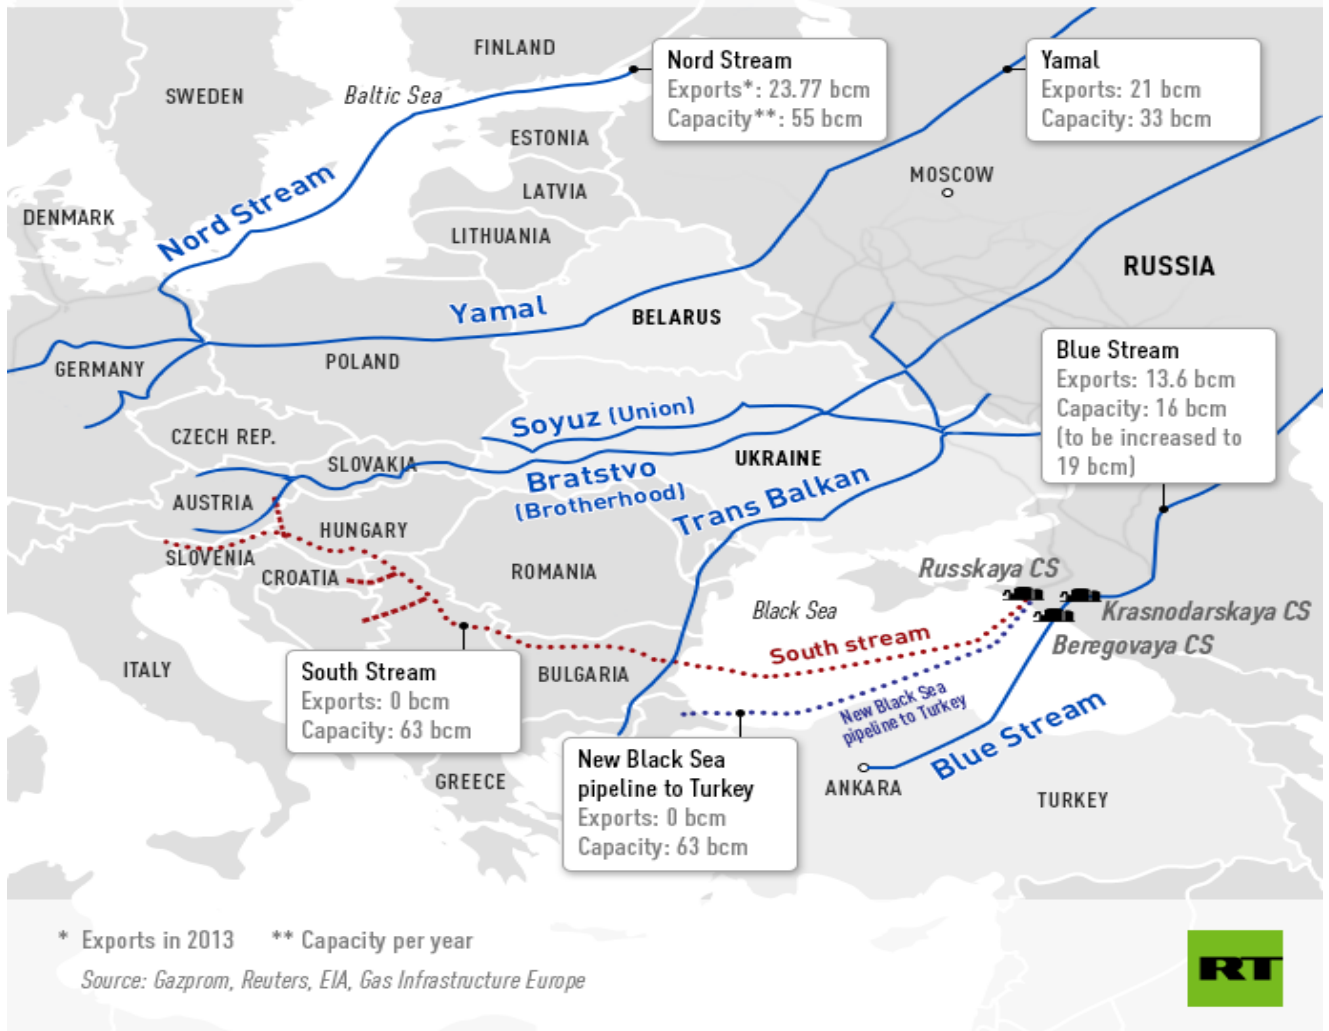 FINLAND
Nord Stream
Exports*: 23.77 bcm
Capacity**: 55 bcm
Yamal
Exports: 21 bcm
Capacity: 33 bcm
SWEDEN
Baltic Sea
ESTONIA
MOSCOW
LATVIA
DENMARK
Nord Stream
LITHUANIA
RUSSIA
Yamal
BELARUS
GERMANY
POLAND
Blue Stream
Exports: 13.6 bcm
Capacity: 16 bcm
(to be increased to
19 bcm)
Soyuz (Union)
CZECH REP.
SLOVAKIA
UKRAINE
Bratstvo
(Brotherhood)
Trans Balkan
AUSTRIA
HUNGARY
SLOVENIA
CROATIA
ROMANIA
Russkaya CS
Black Sea
Krasnodarskaya CS
Beregovaya CS
South stream
ITALY
South Stream
Exports: 0 bcm
Capacity: 63 bcm
BULGARIA
New Black Sea
pipeline to Turkey
Blue Stream
New Black Sea
pipeline to Turkey
Exports: 0 bcm
Capacity: 63 bcm
GREECE
ANKARA
TURKEY
* Exports in 2013 ** Capacity per year
Source: Gazprom, Reuters, EIA, Gas Infrastructure Europe
RT